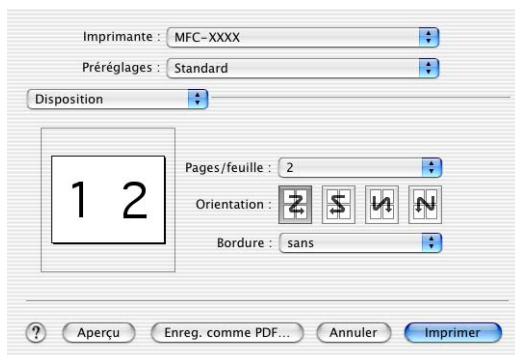 Imprimante : MFC-XXXX
Préréglages : Standard
Disposition
1 2
Pages/feuille : 2
Orientation :
Bordure : sans
? Aperçu Enreg. comme PDF... Annuler Imprimer